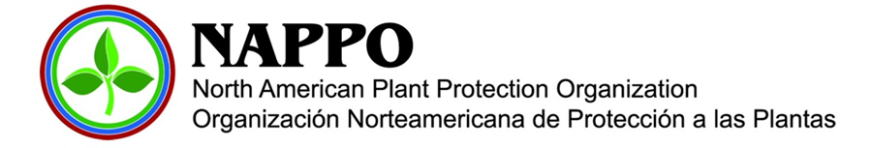 NAPPO
North American Plant Protection Organization
Organización Norteamericana de Protección a las Plantas